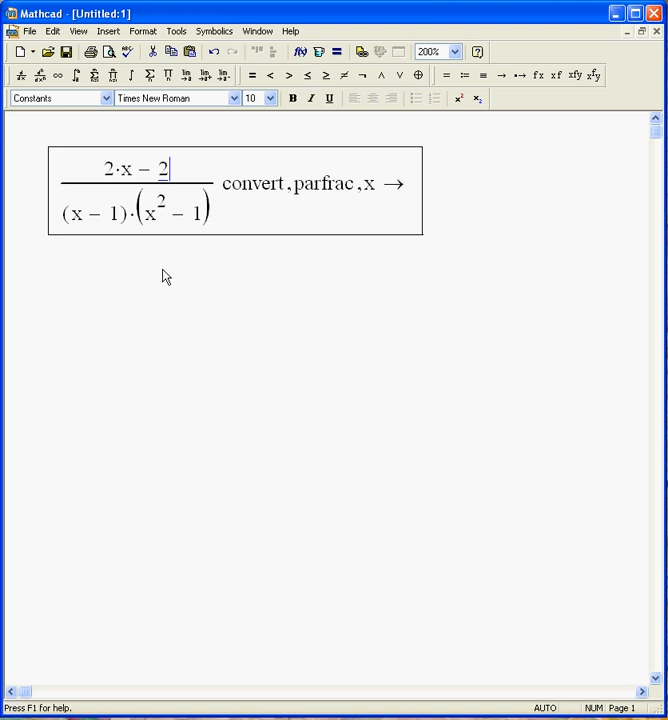 Mathcad - [Untitled:1]
File Edit View Insert Format Tools Symbolics Window Help
200%
Constants Times New Roman 10 B I U
2·x − 2
(x − 1)·(x² − 1) convert,parfrac,x →
Press F1 for help. AUTO NUM Page 1